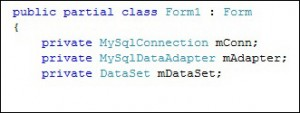 public partial class Form1 : Form
{
private MySqlConnection mConn;
private MySqlDataAdapter mAdapter;
private DataSet mDataSet;